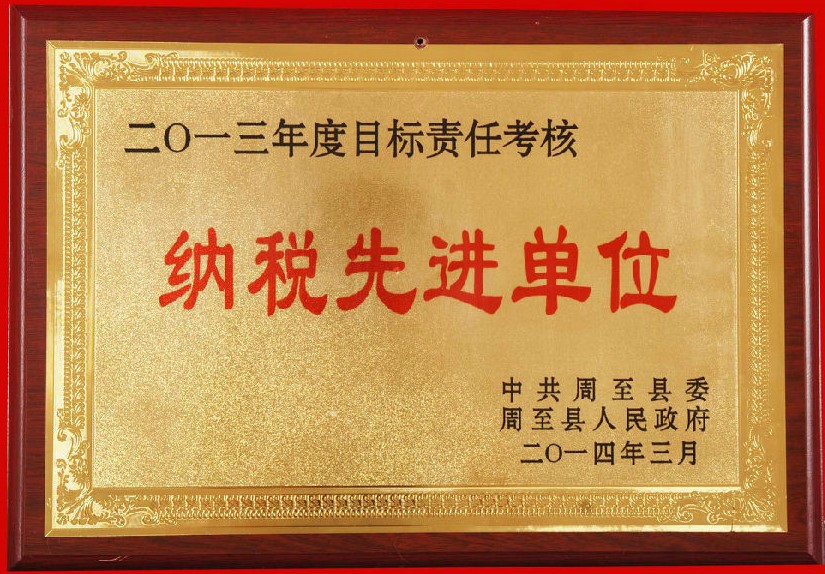 二〇一三年度目标责任考核
纳税先进单位
中共周至县委
周至县人民政府
二〇一四年三月